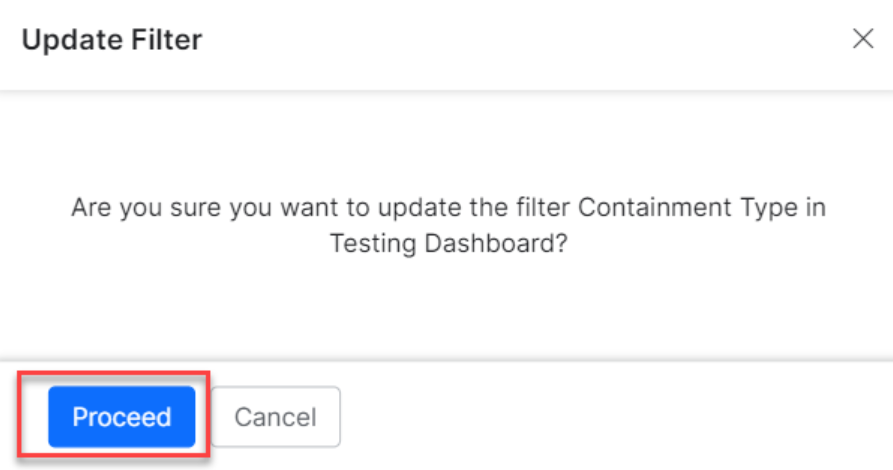 Update Filter
Are you sure you want to update the filter Containment Type in
Testing Dashboard?
Proceed
Cancel